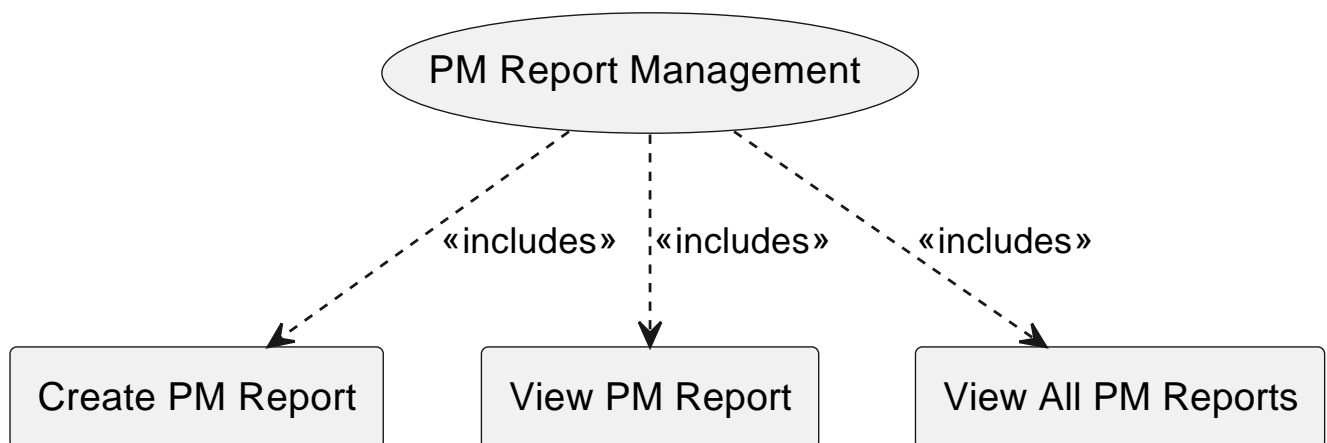 PM Report Management
«includes» «includes» «includes»
Create PM Report View PM Report View All PM Reports